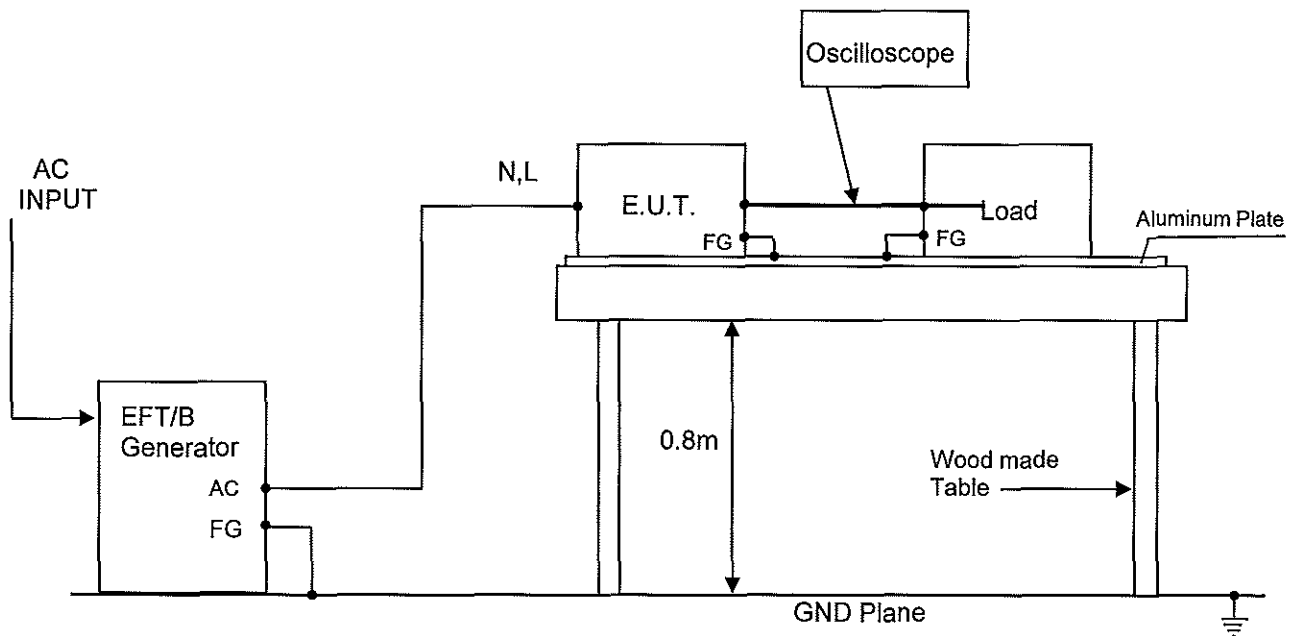 Oscilloscope
AC
INPUT
N,L
E.U.T.
Load
FG
FG
Aluminum Plate
EFT/B
Generator
AC
FG
0.8m
Wood made
Table
GND Plane